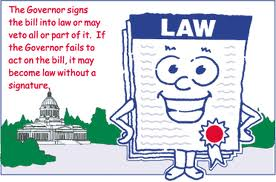 The Governor signs
the bill into law or may
veto all or part of it.  If
the Governor fails to
act on the bill, it may
become law without a
signature.
LAW